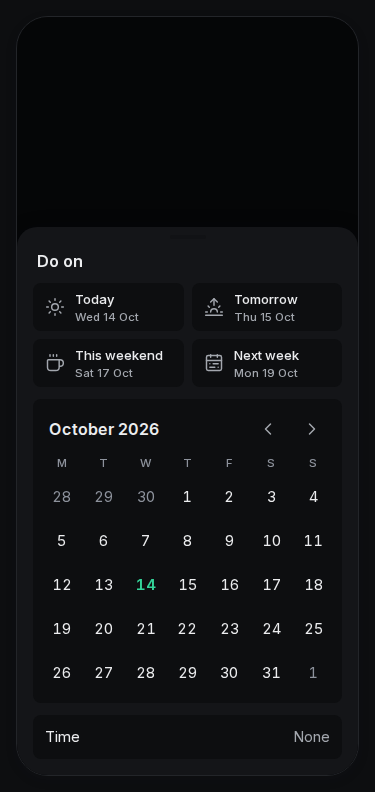 Do on
Today
Wed 14 Oct
Tomorrow
Thu 15 Oct
This weekend
Sat 17 Oct
Next week
Mon 19 Oct
October 2026
M T W T F S S
28 29 30 1 2 3 4
5 6 7 8 9 10 11
12 13 14 15 16 17 18
19 20 21 22 23 24 25
26 27 28 29 30 31 1
Time None